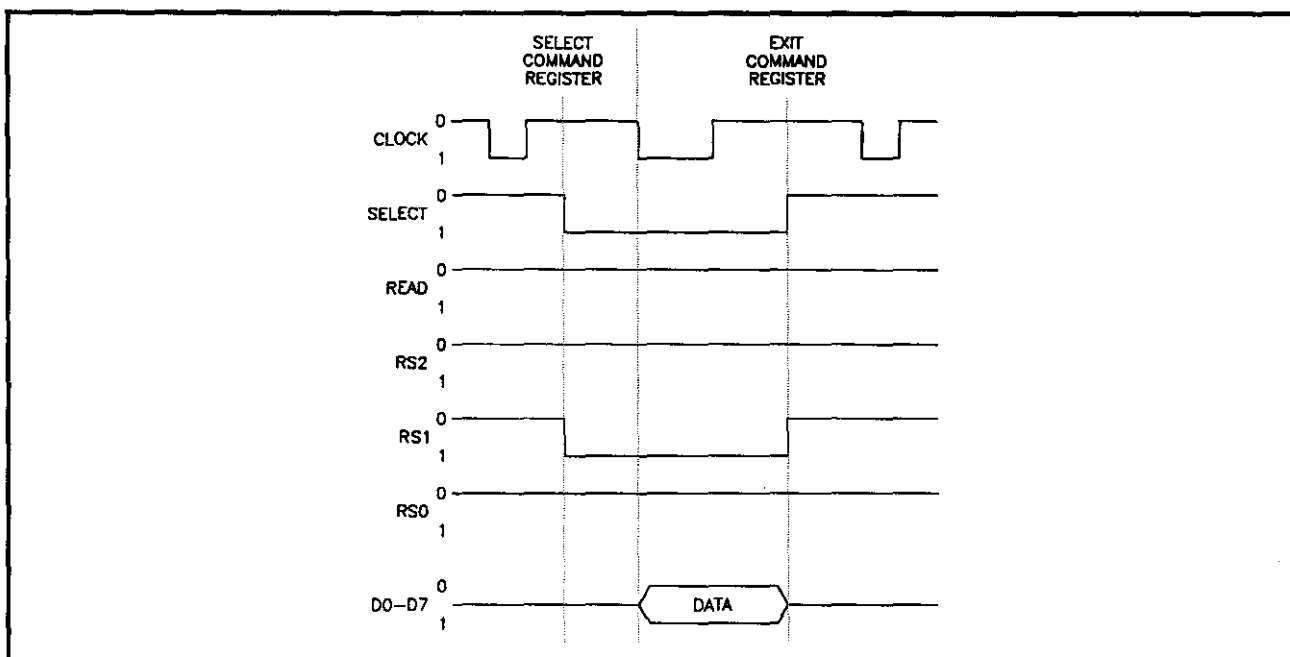 SELECT
COMMAND
REGISTER
EXIT
COMMAND
REGISTER
0
CLOCK
1
0
SELECT
1
0
READ
1
0
RS2
1
0
RS1
1
0
RS0
1
0
D0-D7
DATA
1